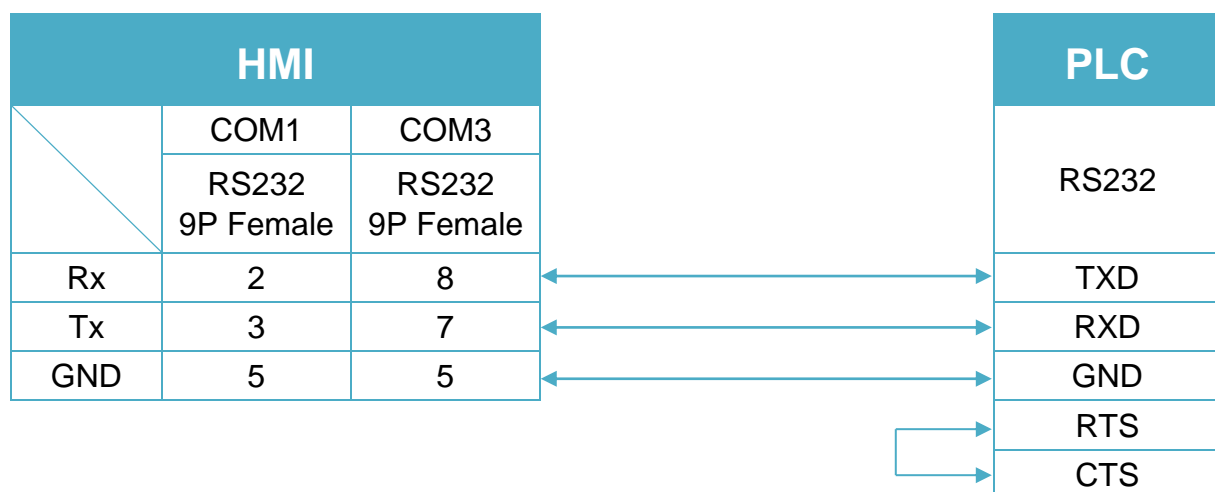 HMI PLC
COM1 COM3
RS232 RS232 RS232
9P Female 9P Female
Rx 2 8 TXD
Tx 3 7 RXD
GND 5 5 GND
RTS
CTS